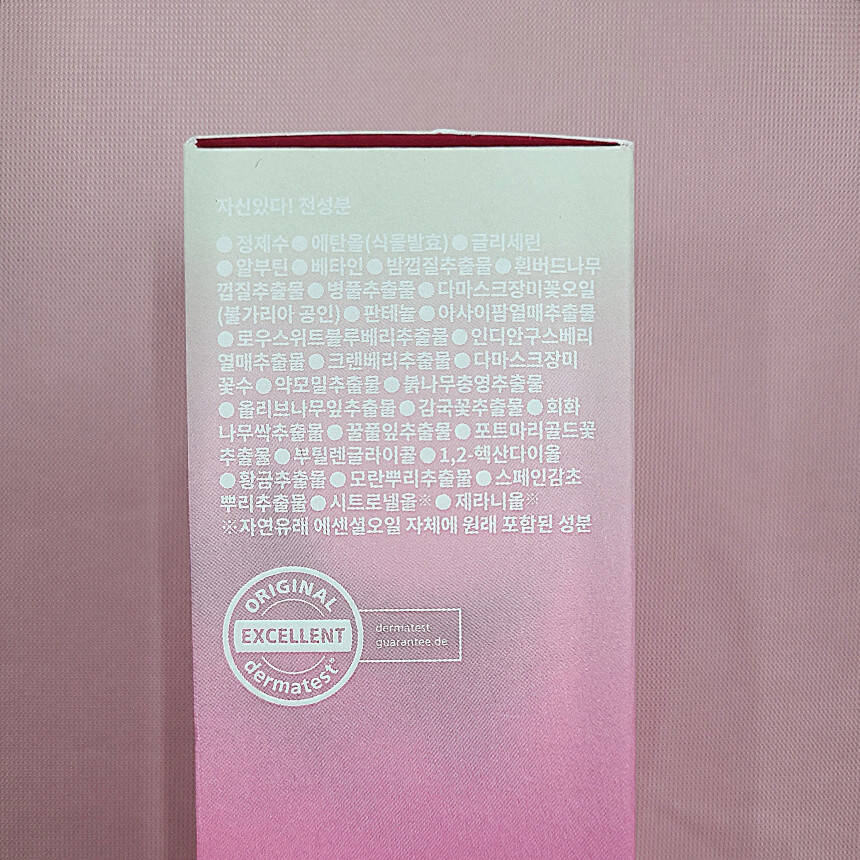 자신있다! 전성분
●정제수●에탄올(식물발효)●글리세린
●알부틴●베타인●밤껍질추출물●흰버드나무
껍질추출물●병풀추출물●다마스크장미꽃오일
(불가리아 공인)●판테놀●아사이팜열매추출물
●로우스위트블루베리추출물●인디안구스베리
열매추출물●크랜베리추출물●다마스크장미
꽃수●약모밀추출물●붉나무충영추출물
●올리브나무잎추출물●감국꽃추출물●회화
나무싹추출물●꿀풀잎추출물●포트마리골드꽃
추출물●부틸렌글라이콜●1,2-헥산다이올
●황금추출물●모란뿌리추출물●스페인감초
뿌리추출물●시트로넬올※●제라니올※
※자연유래 에센셜오일 자체에 원래 포함된 성분
ORIGINAL
EXCELLENT
dermatest®
dermatest
guarantee.de